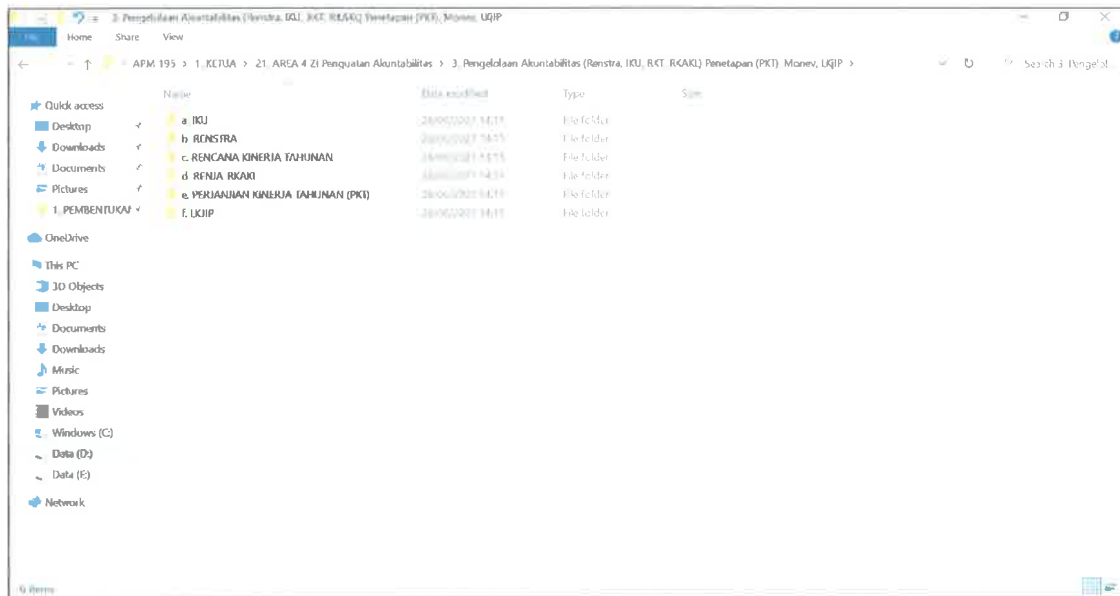 3. Pengelolaan Akuntabilitas (Renstra, IKU, RKT, RKAKL) Penetapan (PKT), Monev, LKjIP
File Home Share View
APM 195 > 1. KETUA > 21. AREA 4 ZI Penguatan Akuntabilitas > 3. Pengelolaan Akuntabilitas (Renstra, IKU, RKT, RKAKL) Penetapan (PKT), Monev, LKjIP >
Search 3. Pengelol...
Name Date modified Type Size
Quick access
Desktop
Downloads
Documents
Pictures
1. PEMBENTUKAN
OneDrive
This PC
3D Objects
Desktop
Documents
Downloads
Music
Pictures
Videos
Windows (C:)
Data (D:)
Data (E:)
Network
a. IKU File folder
b. RENSTRA File folder
c. RENCANA KINERJA TAHUNAN File folder
d. RENJA RKAKL File folder
e. PERJANJIAN KINERJA TAHUNAN (PKT) File folder
f. LKJIP File folder
6 items